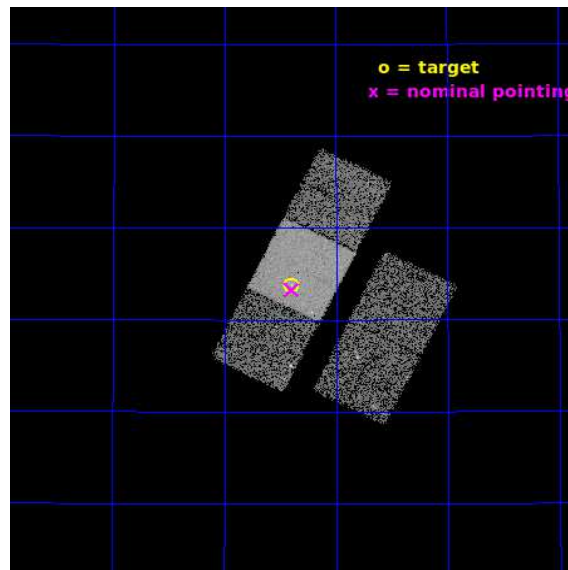 o = target
x = nominal pointing